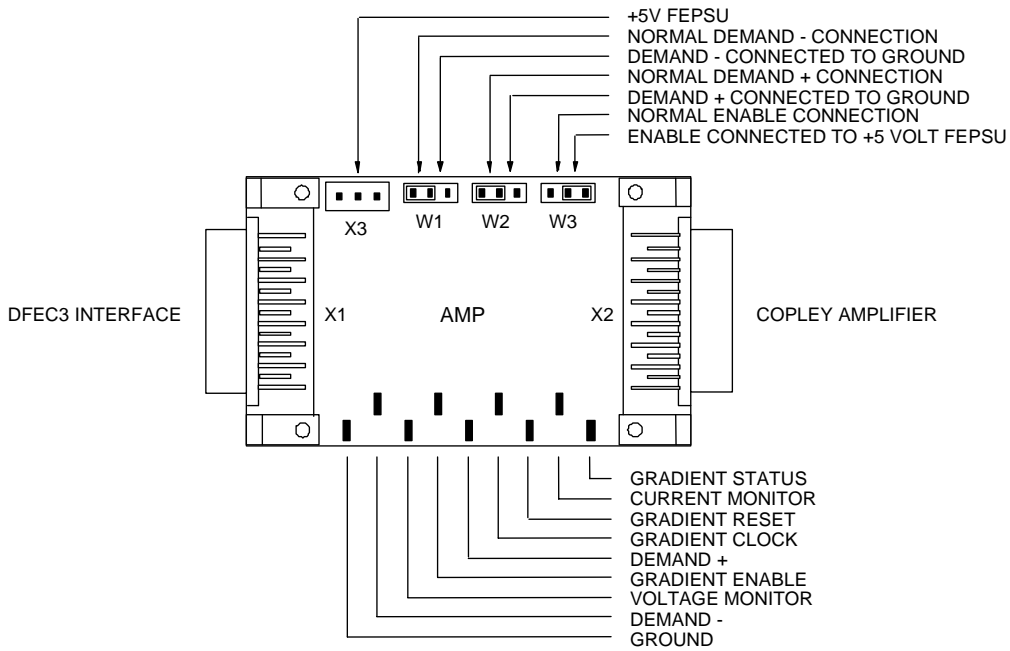 +5V FEPSU
NORMAL DEMAND - CONNECTION
DEMAND - CONNECTED TO GROUND
NORMAL DEMAND + CONNECTION
DEMAND + CONNECTED TO GROUND
NORMAL ENABLE CONNECTION
ENABLE CONNECTED TO +5 VOLT FEPSU
X3
W1
W2
W3
DFEC3 INTERFACE
X1
AMP
X2
COPLEY AMPLIFIER
GRADIENT STATUS
CURRENT MONITOR
GRADIENT RESET
GRADIENT CLOCK
DEMAND +
GRADIENT ENABLE
VOLTAGE MONITOR
DEMAND -
GROUND